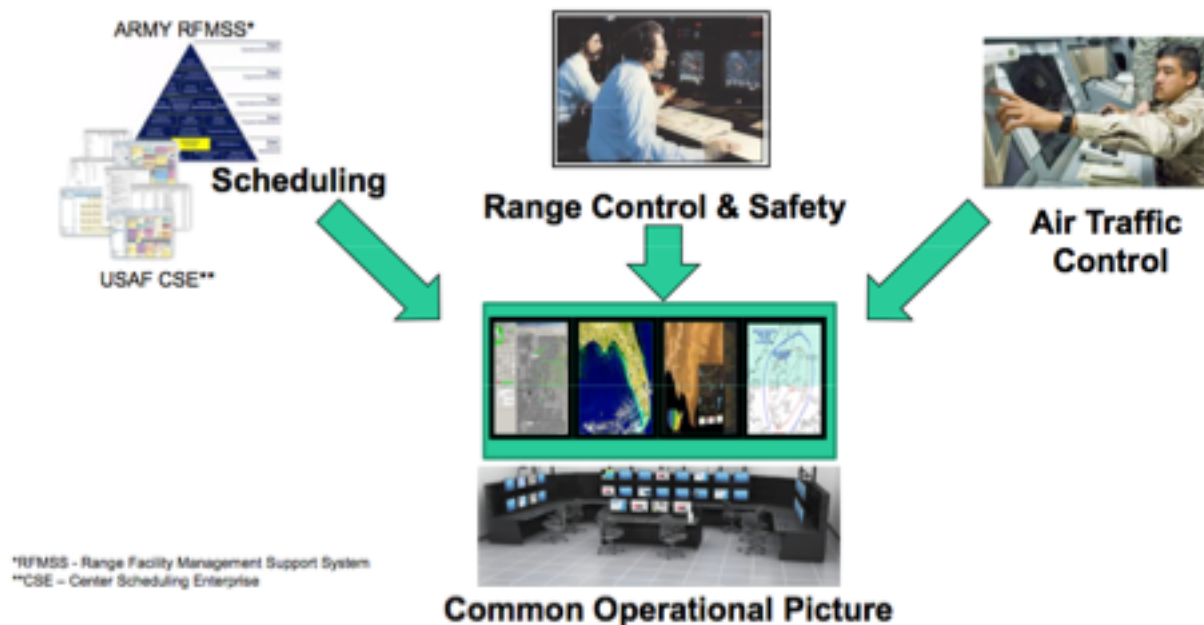 ARMY RFMSS*
Scheduling
USAF CSE**
Range Control & Safety
Air Traffic
Control
*RFMSS - Range Facility Management Support System
**CSE – Center Scheduling Enterprise
Common Operational Picture